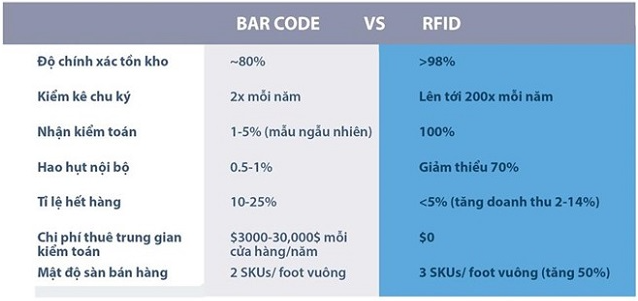 BAR CODE VS RFID
Độ chính xác tồn kho ~80% >98%
Kiểm kê chu ký 2x mỗi năm Lên tới 200x mỗi năm
Nhận kiểm toán 1-5% (mẫu ngẫu nhiên) 100%
Hao hụt nội bộ 0.5-1% Giảm thiểu 70%
Tỉ lệ hết hàng 10-25% <5% (tăng doanh thu 2-14%)
Chi phí thuê trung gian $3000-30,000$ mỗi $0
kiểm toán cửa hàng/năm
Mật độ sàn bán hàng 2 SKUs/ foot vuông 3 SKUs/ foot vuông (tăng 50%)